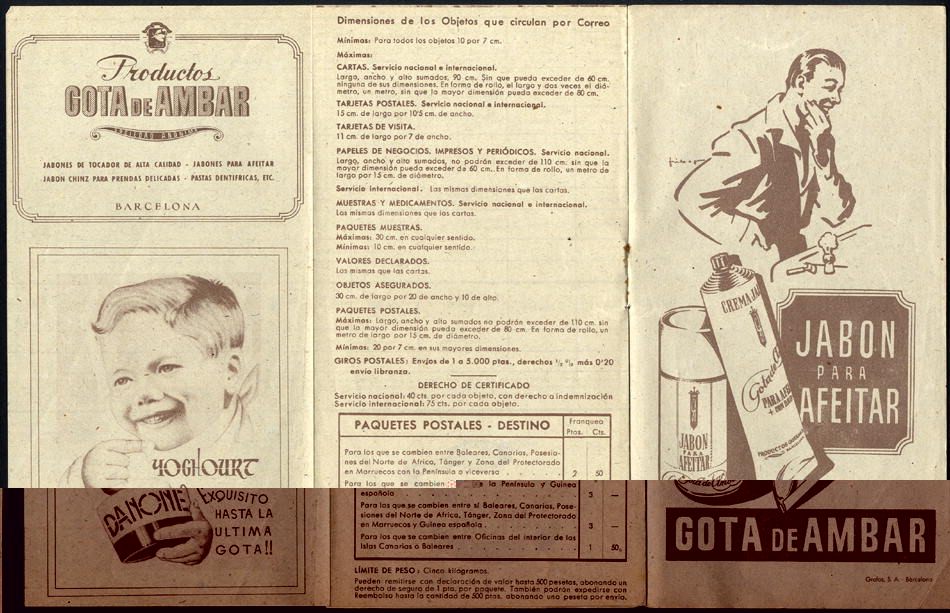 Productos
GOTA DE AMBAR
SOCIEDAD ANONIMA
JABONES DE TOCADOR DE ALTA CALIDAD - JABONES PARA AFEITAR
JABON CHINZ PARA PRENDAS DELICADAS - PASTAS DENTIFRICAS, ETC.
BARCELONA
YOGHOURT
DANONE
EXQUISITO
HASTA LA
ULTIMA
GOTA!!
Dimensiones de los Objetos que circulan por Correo
Mínimas: Para todos los objetos 10 por 7 cm.
Máximas:
CARTAS. Servicio nacional e internacional.
Largo, ancho y alto sumados, 90 cm. Sin que pueda exceder de 60 cm.
ninguna de sus dimensiones. En forma de rollo, el largo y dos veces el diá-
metro, un metro, sin que la mayor dimensión pueda exceder de 80 cm.
TARJETAS POSTALES. Servicio nacional e internacional.
15 cm. de largo por 10'5 cm. de ancho.
TARJETAS DE VISITA.
11 cm. de largo por 7 de ancho.
PAPELES DE NEGOCIOS. IMPRESOS Y PERIÓDICOS. Servicio nacional.
Largo, ancho y alto sumados, no podrán exceder de 110 cm. sin que la
mayor dimensión pueda exceder de 60 cm. En forma de rollo, un metro de
largo por 15 cm. de diámetro.
Servicio internacional. Las mismas dimensiones que las cartas.
MUESTRAS Y MEDICAMENTOS. Servicio nacional e internacional.
Las mismas dimensiones que las cartas.
PAQUETES MUESTRAS.
Máximas: 30 cm. en cualquier sentido.
Mínimas: 10 cm. en cualquier sentido.
VALORES DECLARADOS.
Los mismas que las cartas.
OBJETOS ASEGURADOS.
30 cm. de largo por 20 de ancho y 10 de alto.
PAQUETES POSTALES.
Máximas: Largo, ancho y alto sumados no podrá exceder de 110 cm. sin
que la mayor dimensión pueda exceder de 80 cm. En forma de rollo, un
metro de largo por 15 cm. de diámetro.
Mínimas: 20 por 7 cm. en sus mayores dimensiones.
GIROS POSTALES: Envíos de 1 a 5.000 ptas., derechos ½ % más 0'20
envío libranza.
DERECHO DE CERTIFICADO
Servicio nacional: 40 cts. por cada objeto, con derecho a indemnización
Servicio internacional: 75 cts. por cada objeto.
PAQUETES POSTALES - DESTINO
Franqueo
Ptas. Cts.
Para los que se cambien entre Baleares, Canarias, Posesio-
nes del Norte de Africa, Tánger y Zona del Protectorado
en Marruecos con la Península o viceversa . . 2 50
Para los que se cambien la Península y Guinea
española . . . 3 —
Para los que se cambien entre sí Baleares, Canarias, Pose-
siones del Norte de Africa, Tánger, Zona del Protectorado
en Marruecos y Guinea española . . . 3 —
Para los que se cambien entre Oficinas del interior de las
Islas Canarias o Baleares . . . 1 50
LÍMITE DE PESO: Cinco kilógramos.
Pueden remitirse con declaración de valor hasta 500 pesetas, abonando un
derecho de seguro de 1 pta. por paquete. También podrán expedirse con
Reembolso hasta la cantidad de 500 ptas. abonando una peseta por envío.
CREMA JA
Gota de
PARA AFEI
PRODUCTOS
JABON
PARA
AFEITAR
JABON
PARA
AFEITAR
GOTA DE AMBAR
Grafos, S. A. - Barcelona